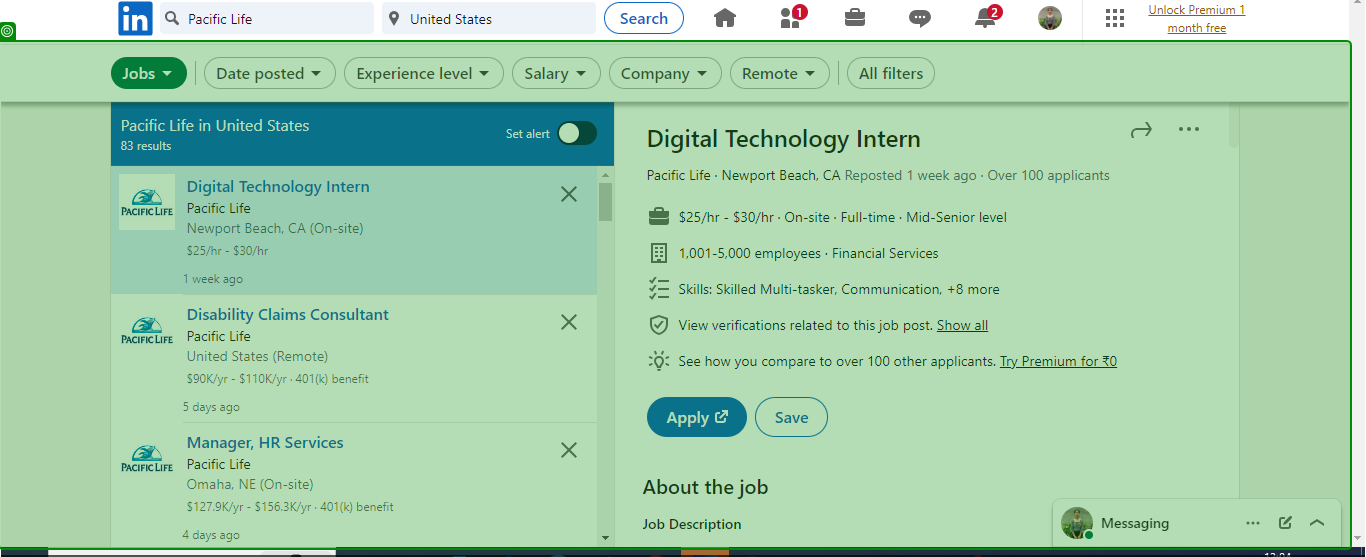 in
Pacific Life
United States
Search
1
2
Unlock Premium 1
month free
Jobs
Date posted
Experience level
Salary
Company
Remote
All filters
Pacific Life in United States
83 results
Set alert
PACIFIC LIFE
Digital Technology Intern
Pacific Life
Newport Beach, CA (On-site)
$25/hr - $30/hr
1 week ago
PACIFIC LIFE
Disability Claims Consultant
Pacific Life
United States (Remote)
$90K/yr - $110K/yr · 401(k) benefit
5 days ago
PACIFIC LIFE
Manager, HR Services
Pacific Life
Omaha, NE (On-site)
$127.9K/yr - $156.3K/yr · 401(k) benefit
4 days ago
Digital Technology Intern
Pacific Life · Newport Beach, CA Reposted 1 week ago · Over 100 applicants
$25/hr - $30/hr · On-site · Full-time · Mid-Senior level
1,001-5,000 employees · Financial Services
Skills: Skilled Multi-tasker, Communication, +8 more
View verifications related to this job post. Show all
See how you compare to over 100 other applicants. Try Premium for ₹0
Apply
Save
About the job
Job Description
Messaging